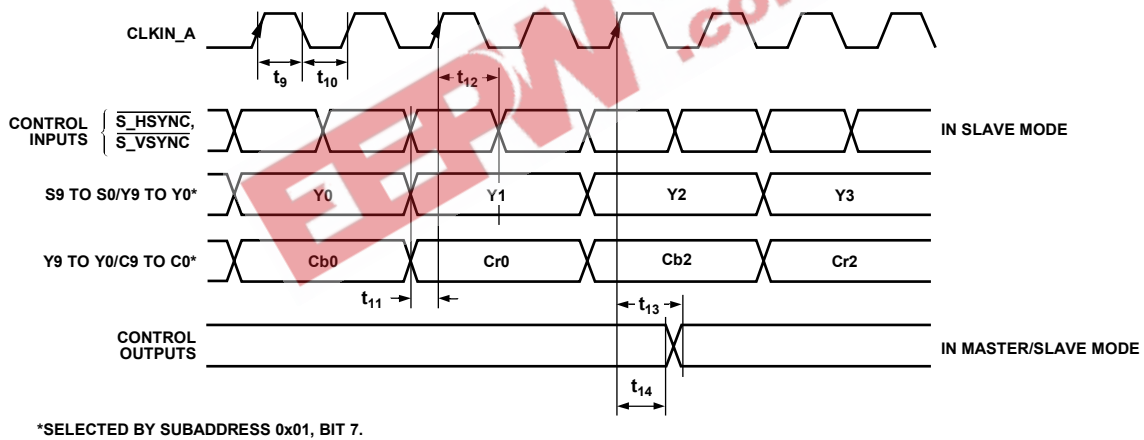 CLKIN_A
t9
t10
t12
CONTROL
INPUTS
S_HSYNC,
S_VSYNC
IN SLAVE MODE
S9 TO S0/Y9 TO Y0*
Y0
Y1
Y2
Y3
Y9 TO Y0/C9 TO C0*
Cb0
Cr0
Cb2
Cr2
t11
t13
CONTROL
OUTPUTS
IN MASTER/SLAVE MODE
t14
*SELECTED BY SUBADDRESS 0x01, BIT 7.
EEPW.com